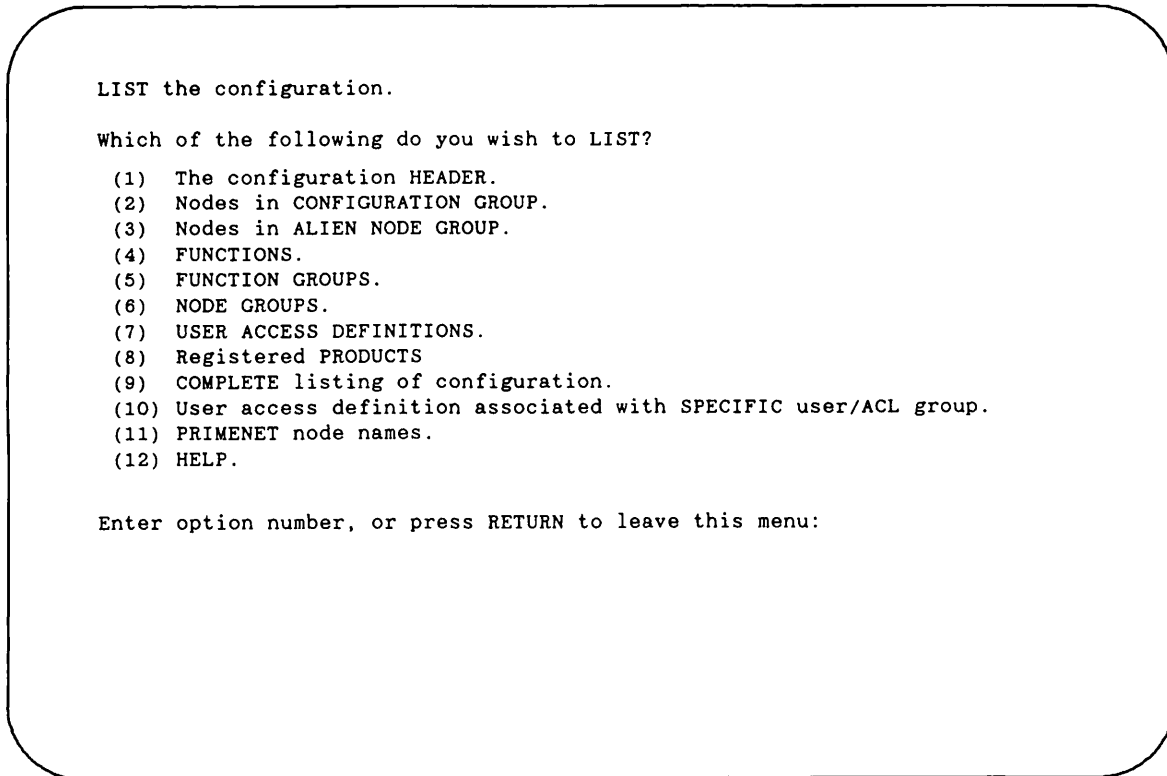 LIST the configuration.
Which of the following do you wish to LIST?
(1) The configuration HEADER.
(2) Nodes in CONFIGURATION GROUP.
(3) Nodes in ALIEN NODE GROUP.
(4) FUNCTIONS.
(5) FUNCTION GROUPS.
(6) NODE GROUPS.
(7) USER ACCESS DEFINITIONS.
(8) Registered PRODUCTS
(9) COMPLETE listing of configuration.
(10) User access definition associated with SPECIFIC user/ACL group.
(11) PRIMENET node names.
(12) HELP.
Enter option number, or press RETURN to leave this menu: